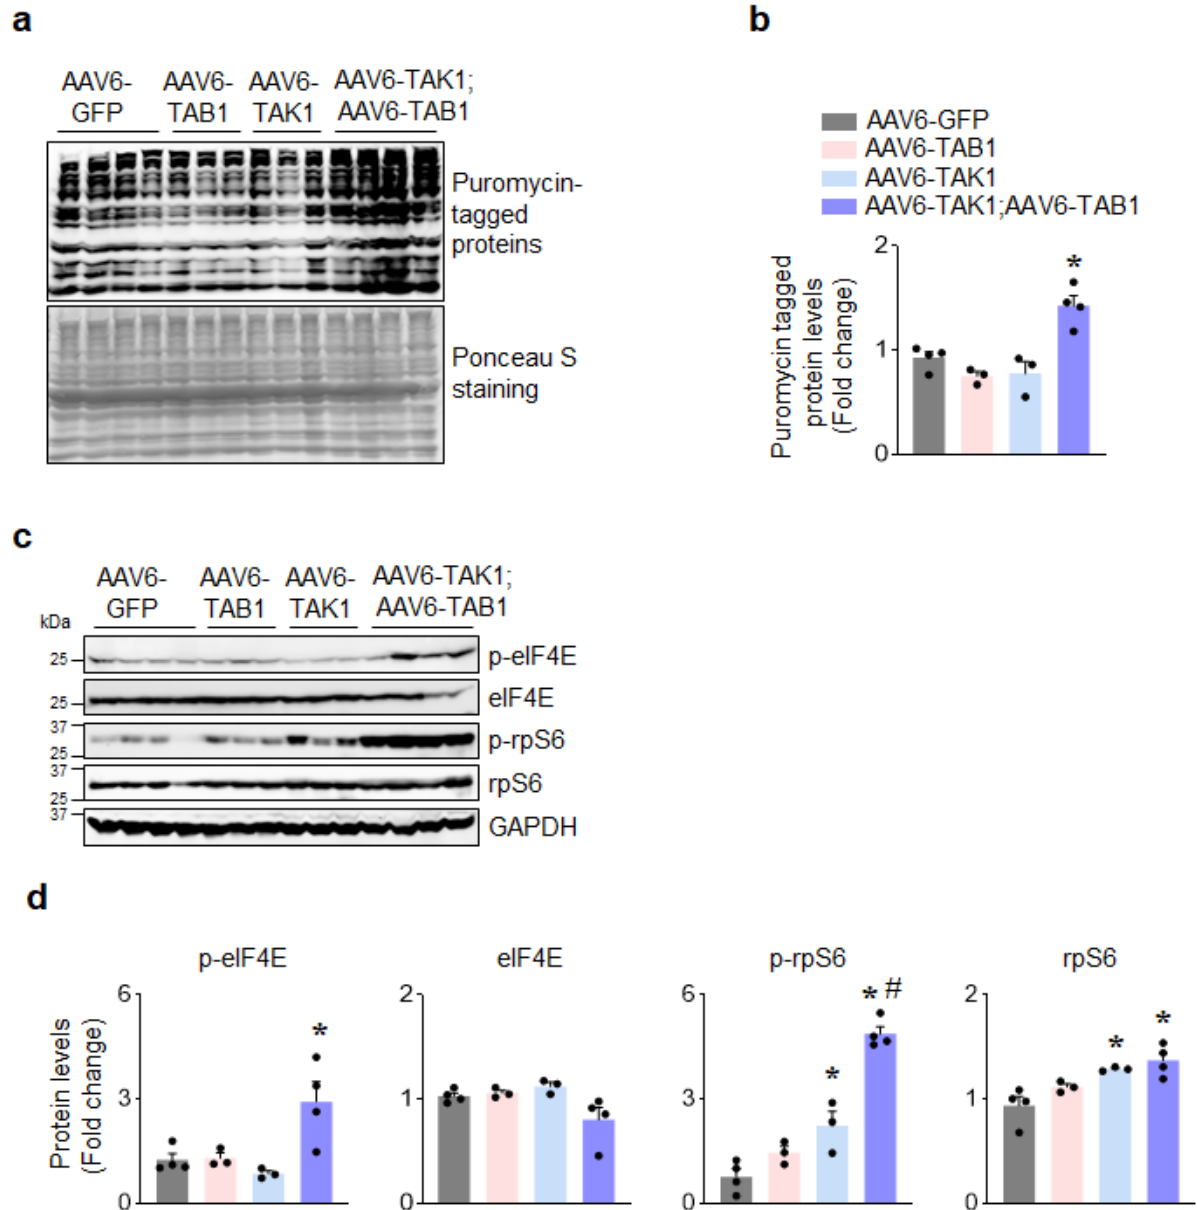 a
AAV6-
GFP
AAV6-
TAB1
AAV6-
TAK1
AAV6-TAK1;
AAV6-TAB1
Puromycin-
tagged
proteins
Ponceau S
staining
b
AAV6-GFP
AAV6-TAB1
AAV6-TAK1
AAV6-TAK1;AAV6-TAB1
Puromycin tagged
protein levels
(Fold change)
2
1
0
*
c
AAV6-
GFP
AAV6-
TAB1
AAV6-
TAK1
AAV6-TAK1;
AAV6-TAB1
kDa
25
p-eIF4E
25
eIF4E
37
25
p-rpS6
37
25
rpS6
37
GAPDH
d
Protein levels
(Fold change)
p-eIF4E
6
3
0
*
eIF4E
2
1
0
p-rpS6
6
3
0
*
* #
rpS6
2
1
0
*
*